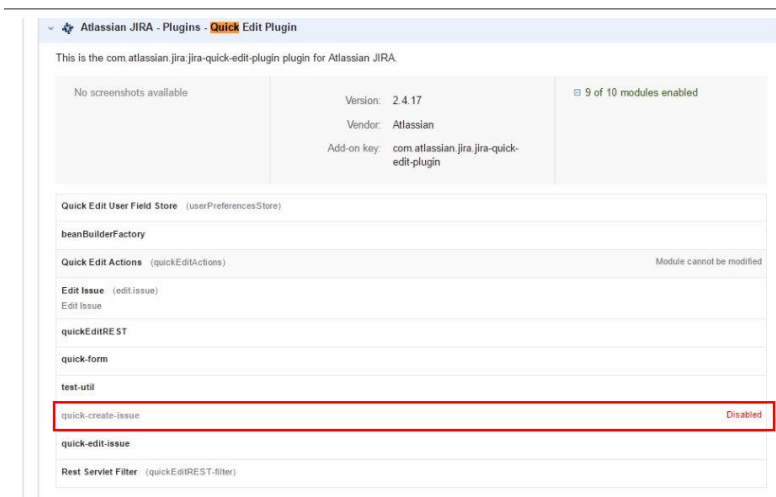 Atlassian JIRA - Plugins - Quick Edit Plugin
This is the com.atlassian.jira.jira-quick-edit-plugin plugin for Atlassian JIRA.
No screenshots available
Version: 2.4.17
Vendor: Atlassian
Add-on key: com.atlassian.jira.jira-quick-
edit-plugin
9 of 10 modules enabled
Quick Edit User Field Store (userPreferencesStore)
beanBuilderFactory
Quick Edit Actions (quickEditActions) Module cannot be modified
Edit Issue (edit.issue)
Edit Issue
quickEditREST
quick-form
test-util
quick-create-issue Disabled
quick-edit-issue
Rest Servlet Filter (quickEditREST-filter)